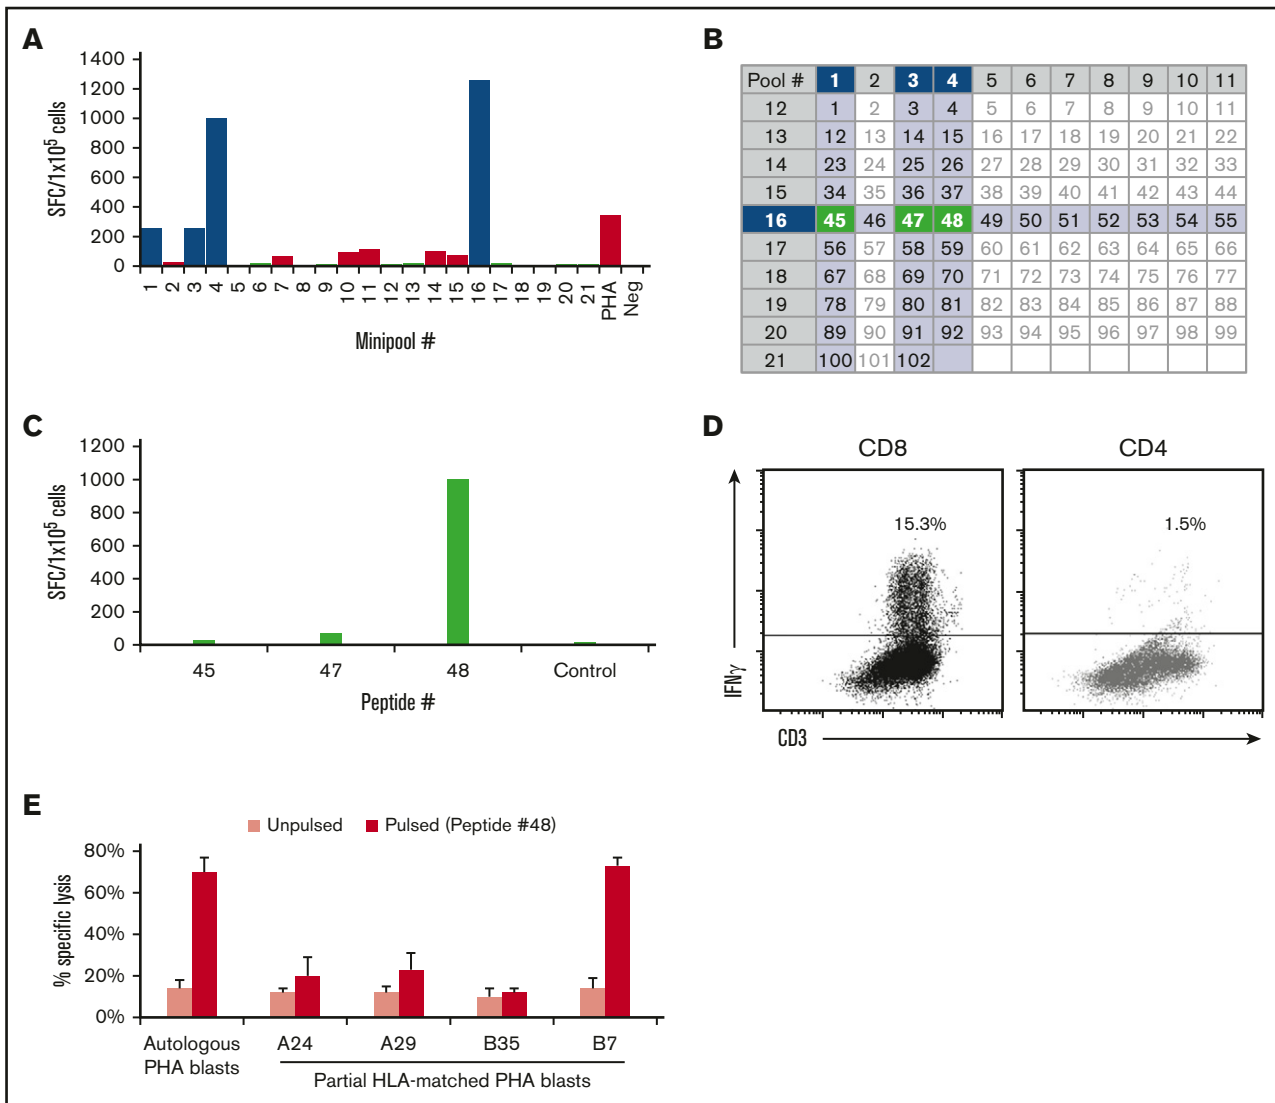 A
1400
1200
1000
800
600
400
200
0
SFC/1x10⁵ cells
1 2 3 4 5 6 7 8 9 10 11 12 13 14 15 16 17 18 19 20 21 PHA Neg
Minipool #
B
Pool # 1 2 3 4 5 6 7 8 9 10 11
12 1 2 3 4 5 6 7 8 9 10 11
13 12 13 14 15 16 17 18 19 20 21 22
14 23 24 25 26 27 28 29 30 31 32 33
15 34 35 36 37 38 39 40 41 42 43 44
16 45 46 47 48 49 50 51 52 53 54 55
17 56 57 58 59 60 61 62 63 64 65 66
18 67 68 69 70 71 72 73 74 75 76 77
19 78 79 80 81 82 83 84 85 86 87 88
20 89 90 91 92 93 94 95 96 97 98 99
21 100 101 102
C
1200
1000
800
600
400
200
0
SFC/1x10⁵ cells
45 47 48 Control
Peptide #
D
CD8 CD4
15.3% 1.5%
IFNγ
CD3
E
Unpulsed Pulsed (Peptide #48)
80%
60%
40%
20%
0%
% specific lysis
Autologous A24 A29 B35 B7
PHA blasts
Partial HLA-matched PHA blasts